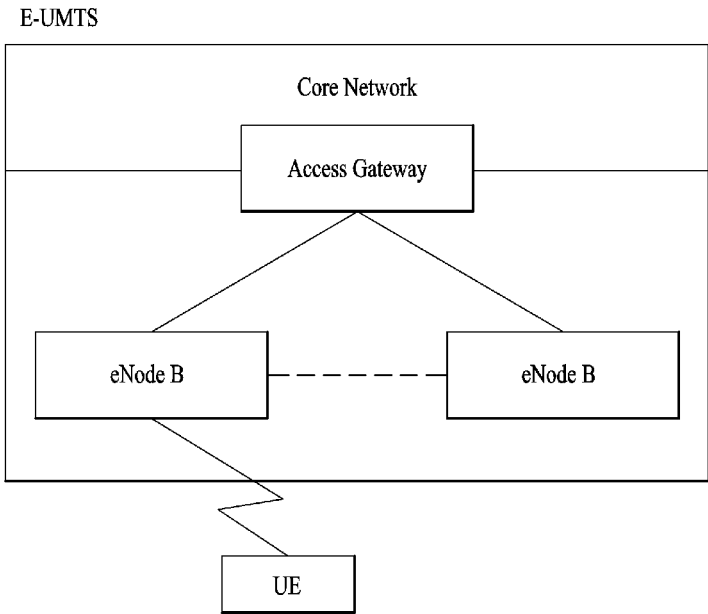 E-UMTS
Core Network
Access Gateway
eNode B
eNode B
UE